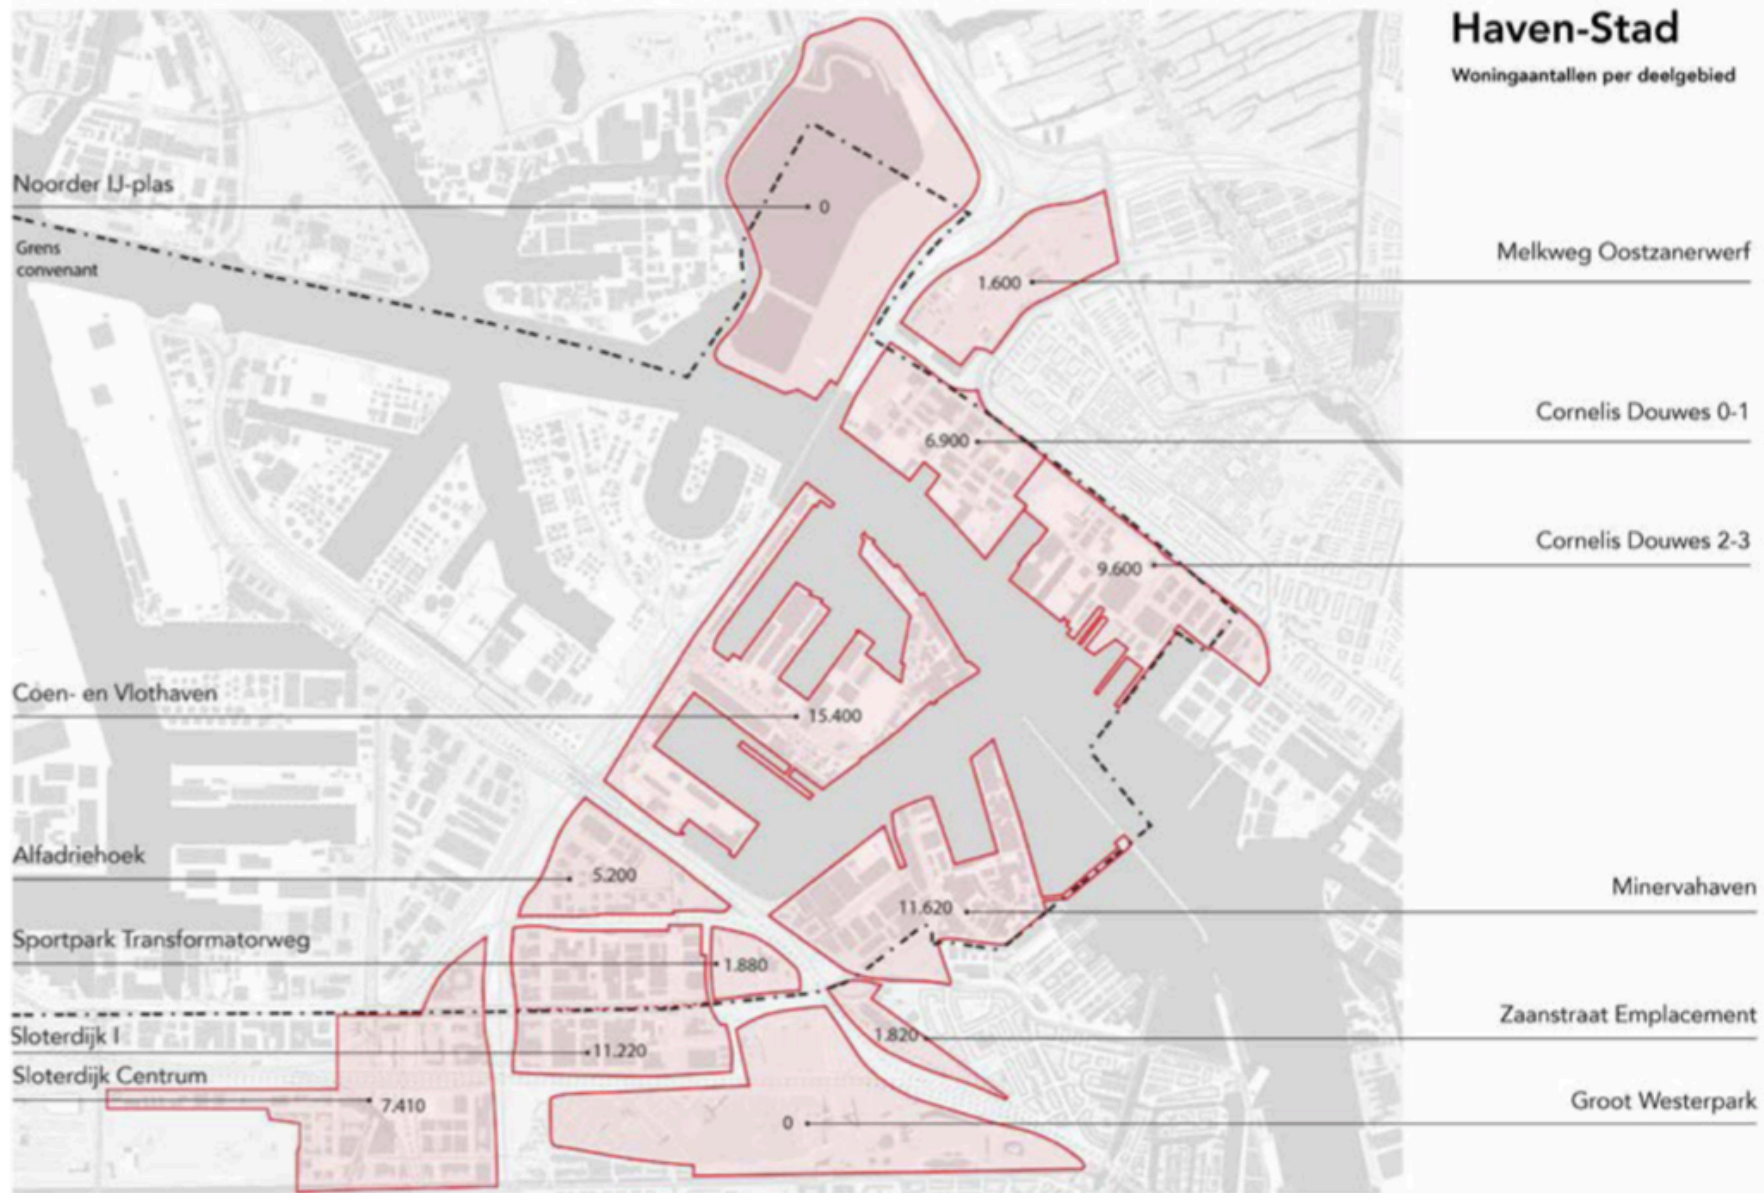 Haven-Stad
Woningaantallen per deelgebied
Noorder IJ-plas
0
Grens
convenant
Melkweg Oostzanerwerf
1.600
Cornelis Douwes 0-1
6.900
Cornelis Douwes 2-3
9.600
Coen- en Vlothaven
15.400
Alfadriehoek
5.200
Minervahaven
11.620
Sportpark Transformatorweg
1.880
Zaanstraat Emplacement
1.820
Sloterdijk I
11.220
Sloterdijk Centrum
7.410
Groot Westerpark
0